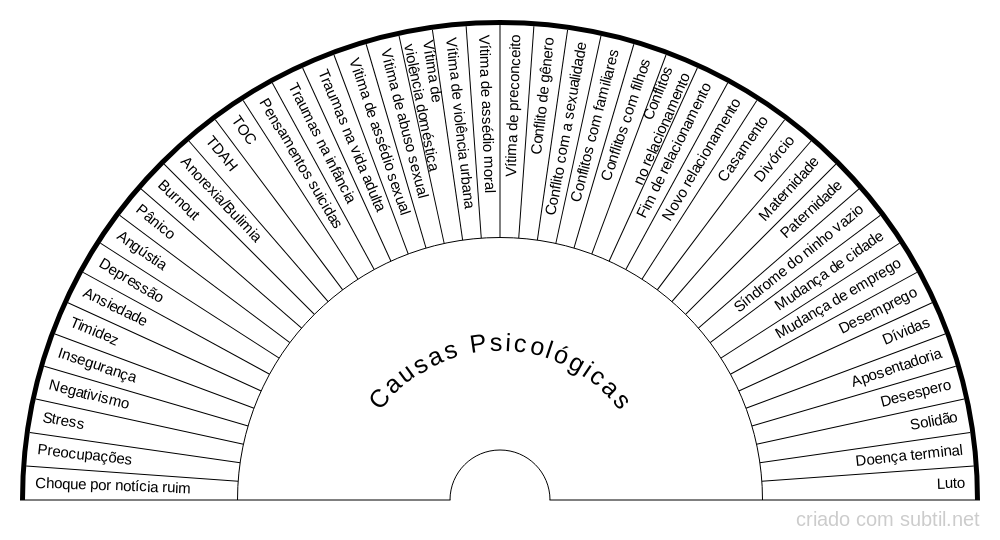 Choque por notícia ruim
Preocupações
Stress
Negativismo
Insegurança
Timidez
Ansiedade
Depressão
Angústia
Pânico
Burnout
Anorexia/Bulimia
TDAH
TOC
Pensamentos suicídas
Traumas na infância
Traumas na vida adulta
Vítima de assédio sexual
Vítima de abuso sexual
Vítima de
violência doméstica
Vítima de violência urbana
Vítima de assédio moral
Vítima de preconceito
Conflito de gênero
Conflito com a sexualidade
Conflitos com familiares
Conflitos com filhos
Conflitos
no relacionamento
Fim de relacionamento
Novo relacionamento
Casamento
Divórcio
Maternidade
Paternidade
Síndrome do ninho vazio
Mudança de cidade
Mudança de emprego
Desemprego
Dívidas
Aposentadoria
Desespero
Solidão
Doença terminal
Luto
Causas Psicológicas
criado com subtil.net